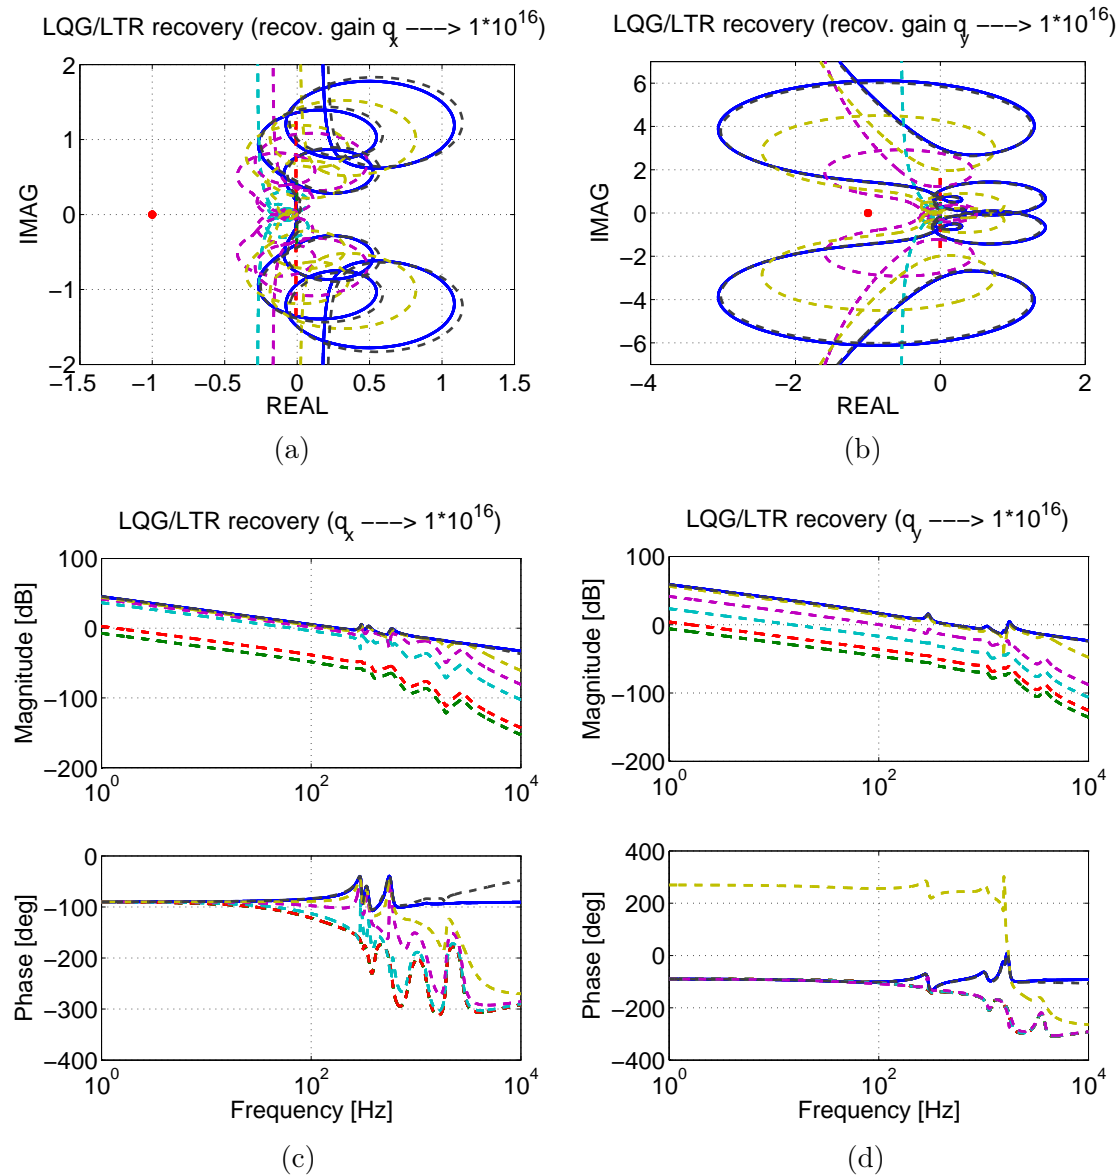 LQG/LTR recovery (recov. gain q_x −−−> 1*10^16)
2
1
0
−1
−2
IMAG
−1.5
−1
−0.5
0
0.5
1
1.5
REAL
(a)
LQG/LTR recovery (recov. gain q_y −−−> 1*10^16)
6
4
2
0
−2
−4
−6
IMAG
−4
−2
0
2
REAL
(b)
LQG/LTR recovery (q_x −−−> 1*10^16)
100
0
−100
−200
Magnitude [dB]
10^0
10^2
10^4
0
−100
−200
−300
−400
Phase [deg]
10^0
10^2
10^4
Frequency [Hz]
(c)
LQG/LTR recovery (q_y −−−> 1*10^16)
100
0
−100
−200
Magnitude [dB]
10^0
10^2
10^4
400
200
0
−200
−400
Phase [deg]
10^0
10^2
10^4
Frequency [Hz]
(d)